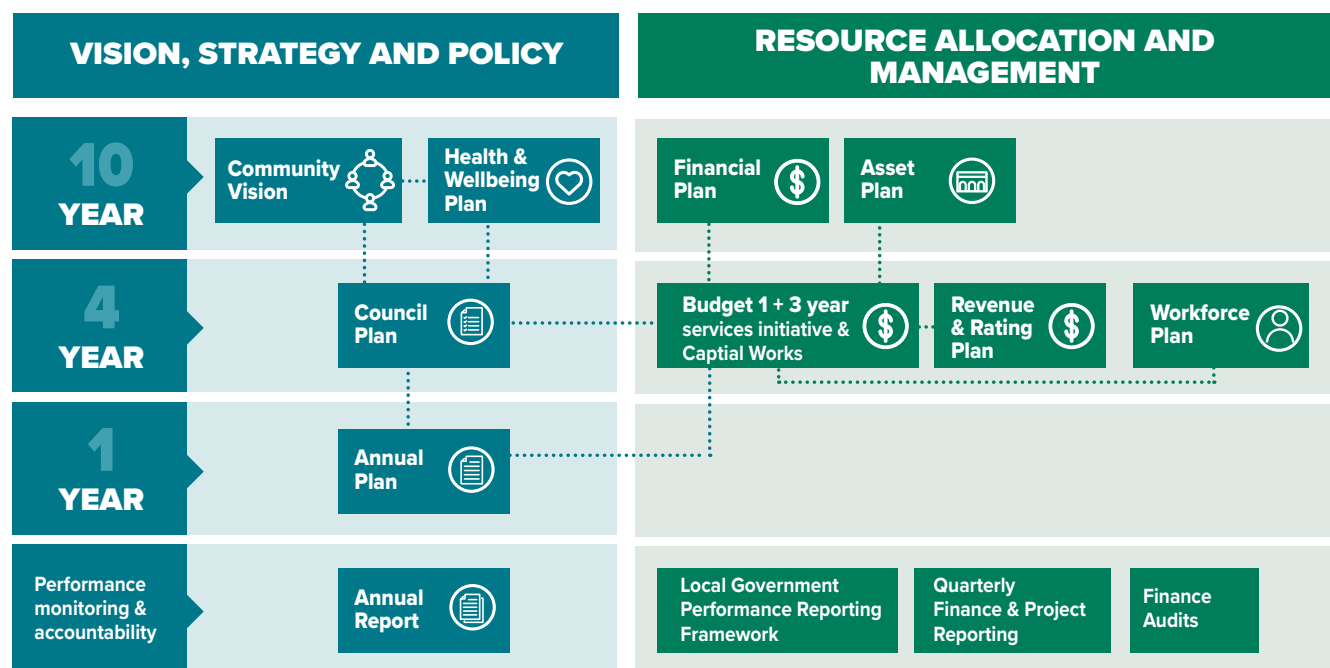 VISION, STRATEGY AND POLICY
RESOURCE ALLOCATION AND
MANAGEMENT
10
YEAR
Community
Vision
Health &
Wellbeing
Plan
Financial
Plan
Asset
Plan
4
YEAR
Council
Plan
Budget 1 + 3 year
services initiative &
Captial Works
Revenue
& Rating
Plan
Workforce
Plan
1
YEAR
Annual
Plan
Performance
monitoring &
accountability
Annual
Report
Local Government
Performance Reporting
Framework
Quarterly
Finance & Project
Reporting
Finance
Audits